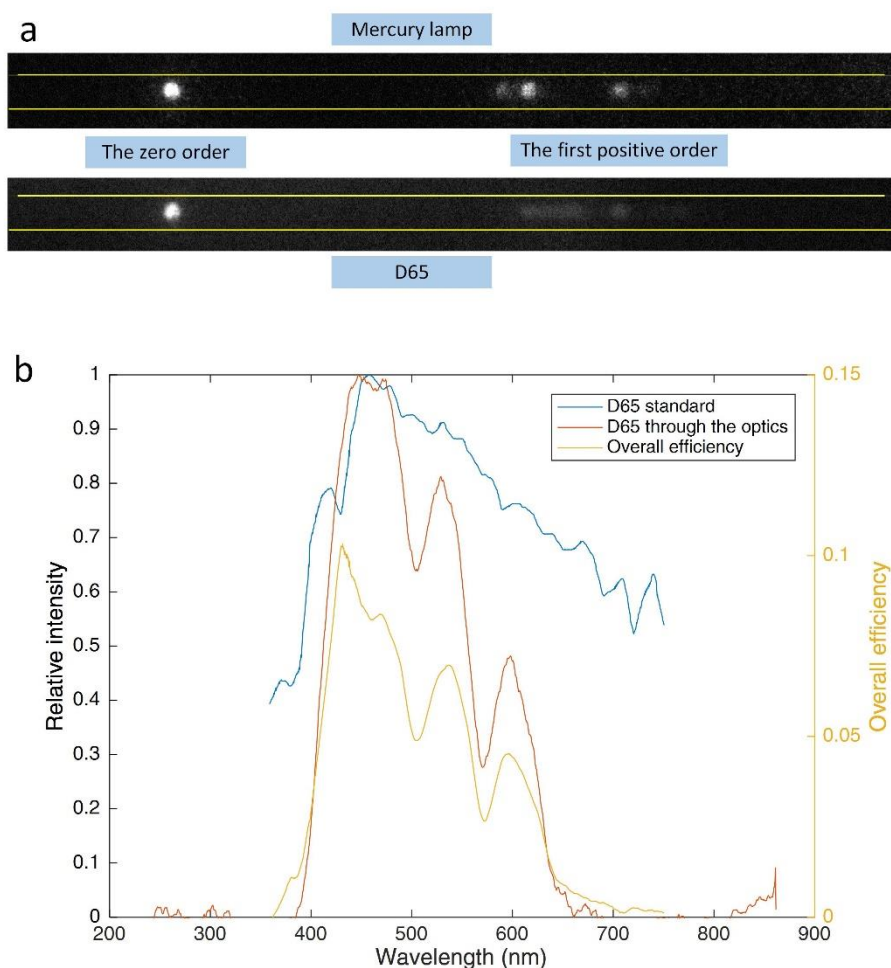 a
Mercury lamp
The zero order
The first positive order
D65
b
1
0.9
0.8
0.7
0.6
0.5
0.4
0.3
0.2
0.1
0
Relative intensity
D65 standard
D65 through the optics
Overall efficiency
0.15
0.1
0.05
0
Overall efficiency
200 300 400 500 600 700 800 900
Wavelength (nm)